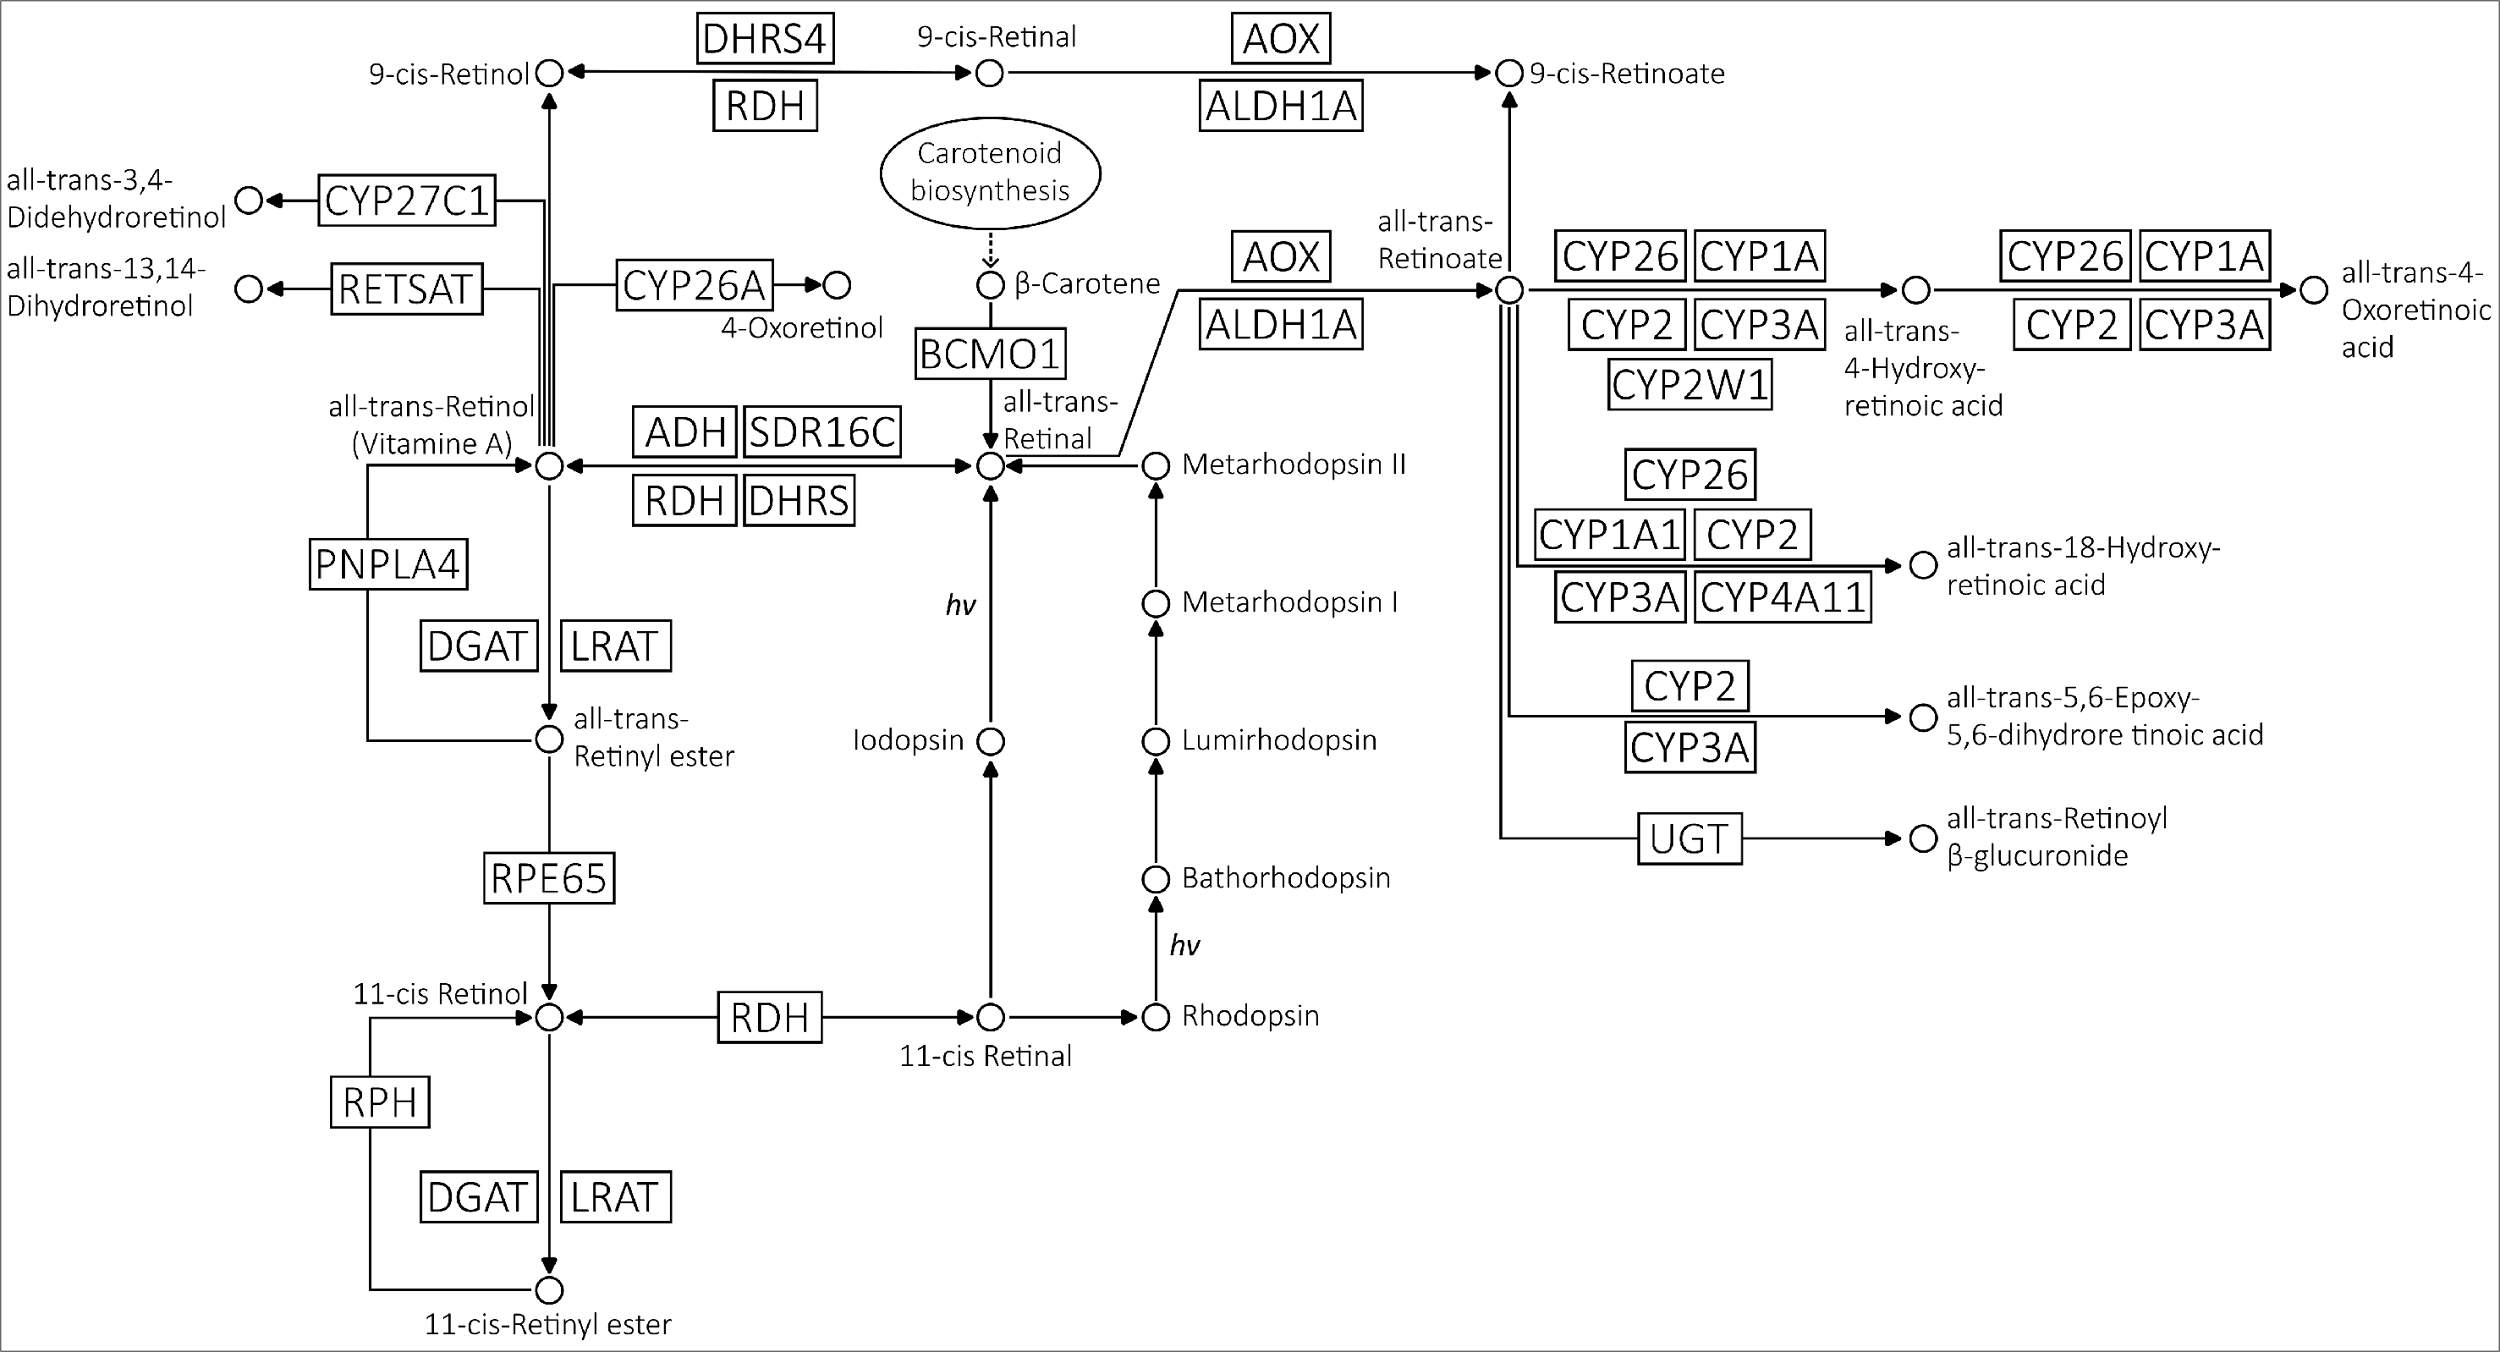 DHRS4
9-cis-Retinal
AOX
9-cis-Retinol
9-cis-Retinoate
RDH
ALDH1A
Carotenoid
biosynthesis
all-trans-3,4-
Didehydroretinol
CYP27C1
all-trans-13,14-
Dihydroretinol
RETSAT
CYP26A
4-Oxoretinol
β-Carotene
BCMO1
AOX
ALDH1A
all-trans-
Retinoate
CYP26 CYP1A
CYP2 CYP3A
CYP2W1
all-trans-
4-Hydroxy-
retinoic acid
CYP26 CYP1A
CYP2 CYP3A
all-trans-4-
Oxoretinoic
acid
all-trans-Retinol
(Vitamine A)
ADH SDR16C
RDH DHRS
all-trans-
Retinal
Metarhodopsin II
CYP26
CYP1A1 CYP2
CYP3A CYP4A11
all-trans-18-Hydroxy-
retinoic acid
PNPLA4
hv
Metarhodopsin I
DGAT LRAT
CYP2
CYP3A
all-trans-5,6-Epoxy-
5,6-dihydrore tinoic acid
all-trans-
Retinyl ester
Iodopsin
Lumirhodopsin
UGT
all-trans-Retinoyl
β-glucuronide
RPE65
Bathorhodopsin
hv
11-cis Retinol
RDH
11-cis Retinal
Rhodopsin
RPH
DGAT LRAT
11-cis-Retinyl ester